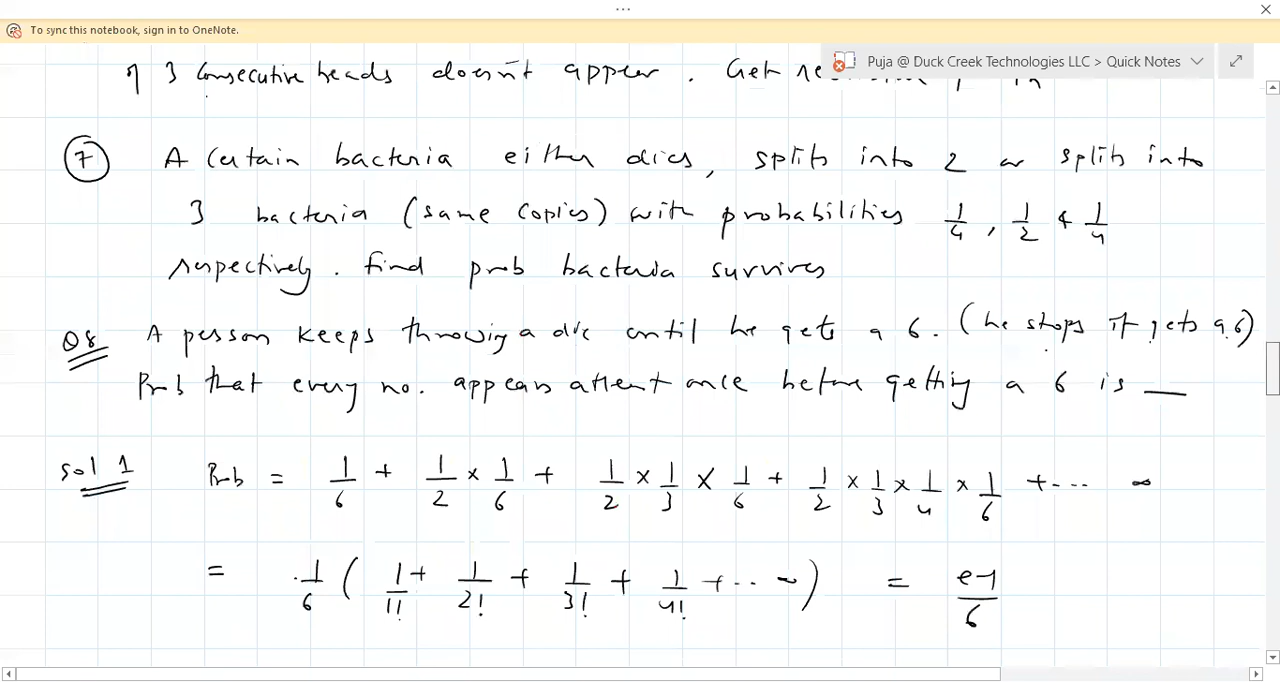 ...
To sync this notebook, sign in to OneNote.
Puja @ Duck Creek Technologies LLC > Quick Notes
of 3 Consecutive heads doesn't appear. Get
7 A certain bacteria either dies, split into 2 or split into
3 bacteria (same copies) with probabilities 1/4, 1/2 & 1/4
respectively. find prob bacteria survives
Q8 A person keeps throwing a die until he gets a 6. (he stops if gets a 6)
Prob that every no. appears atleast once before getting a 6 is __
Sol 1 Prob = 1/6 + 1/2 × 1/6 + 1/2 × 1/3 × 1/6 + 1/2 × 1/3 × 1/4 × 1/6 + ... ∞
= 1/6 ( 1/1! + 1/2! + 1/3! + 1/4! + ... ∞ ) = e-1/6